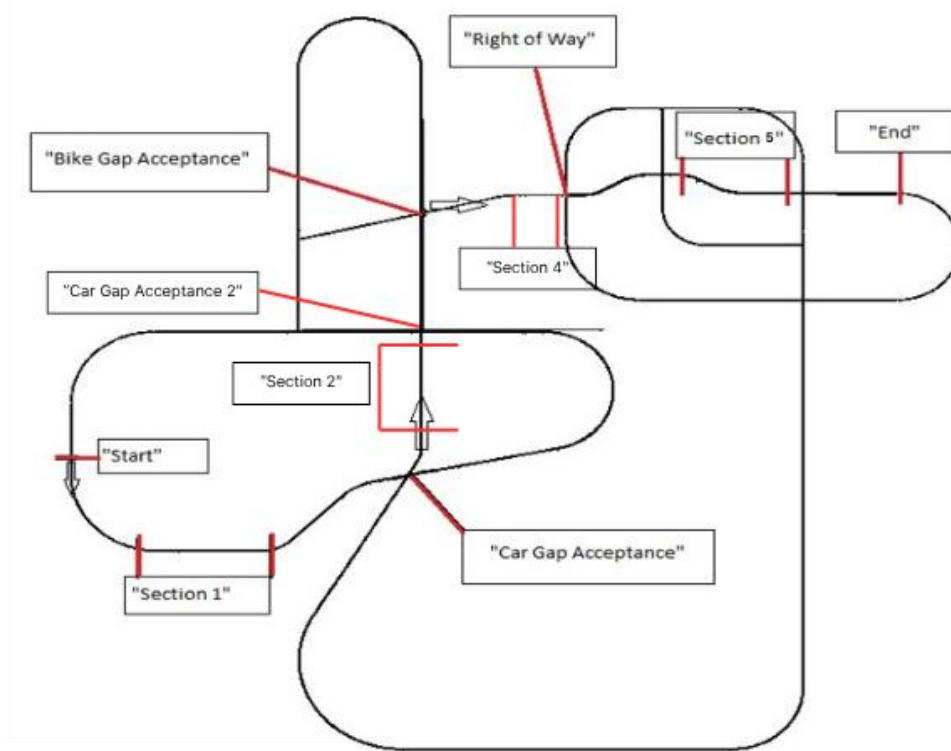 "Right of Way"
"Bike Gap Acceptance"
"Section 5"
"End"
"Section 4"
"Car Gap Acceptance 2"
"Section 2"
"Start"
"Car Gap Acceptance"
"Section 1"